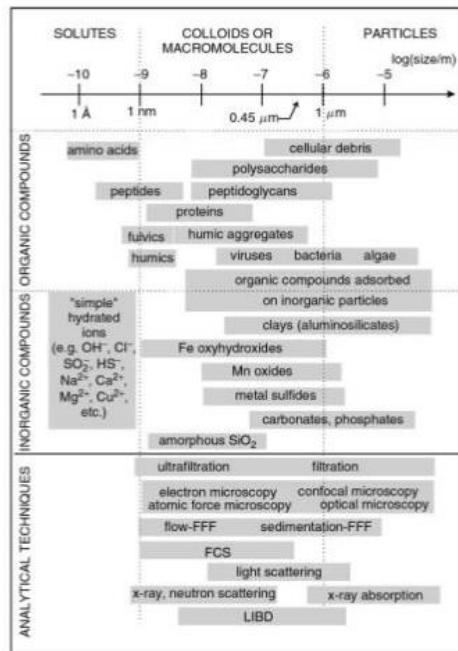 SOLUTES COLLOIDS OR MACROMOLECULES PARTICLES
log(size/m)
−10 −9 −8 −7 −6 −5
1 Å 1 nm 0.45 µm 1 µm
ORGANIC COMPOUNDS
amino acids cellular debris
polysaccharides
peptides peptidoglycans
proteins
fulvics humic aggregates
humics viruses bacteria algae
organic compounds adsorbed
on inorganic particles
INORGANIC COMPOUNDS
"simple"
hydrated
ions
(e.g. OH⁻, Cl⁻,
SO₂⁻, HS⁻,
Na²⁻, Ca²⁺,
Mg²⁺, Cu²⁺,
etc.)
clays (aluminosilicates)
Fe oxyhydroxides
Mn oxides
metal sulfides
carbonates, phosphates
amorphous SiO₂
ANALYTICAL TECHNIQUES
ultrafiltration filtration
electron microscopy confocal microscopy
atomic force microscopy optical microscopy
flow-FFF sedimentation-FFF
FCS
light scattering
x-ray, neutron scattering x-ray absorption
LIBD